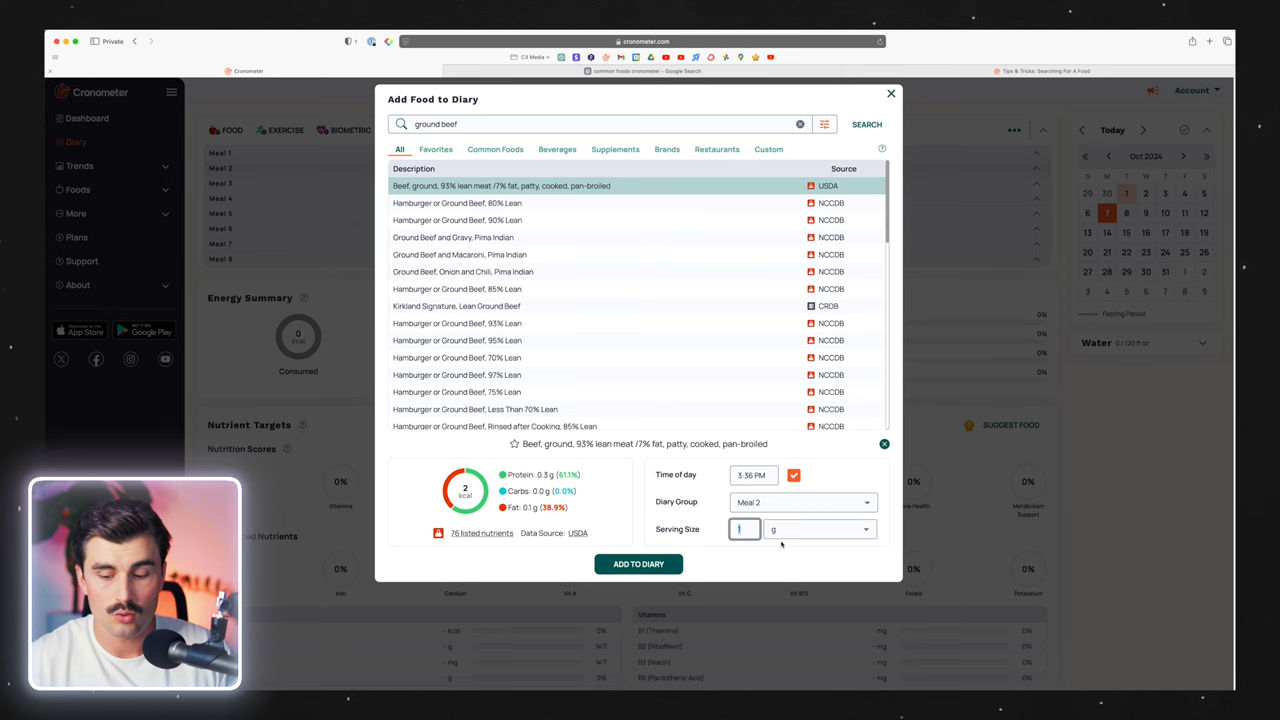 Private
1
cronometer.com
C3 Media
Cronometer
common foods cronometer - Google Search
Tips & Tricks: Searching For A Food
Cronometer
Account
Dashboard
Diary
Trends
Foods
More
Plans
Support
About
Download on the App Store
GET IT ON Google Play
FOOD
EXERCISE
BIOMETRIC
Meal 1
Meal 2
Meal 3
Meal 4
Meal 5
Meal 6
Meal 7
Meal 8
Energy Summary
0
kcal
Consumed
Nutrient Targets
Nutrition Scores
Add Food to Diary
ground beef
SEARCH
All
Favorites
Common Foods
Beverages
Supplements
Brands
Restaurants
Custom
Description
Source
Beef, ground, 93% lean meat /7% fat, patty, cooked, pan-broiled USDA
Hamburger or Ground Beef, 80% Lean NCCDB
Hamburger or Ground Beef, 90% Lean NCCDB
Ground Beef and Gravy, Pima Indian NCCDB
Ground Beef and Macaroni, Pima Indian NCCDB
Ground Beef, Onion and Chili, Pima Indian NCCDB
Hamburger or Ground Beef, 85% Lean NCCDB
Kirkland Signature, Lean Ground Beef CRDB
Hamburger or Ground Beef, 93% Lean NCCDB
Hamburger or Ground Beef, 95% Lean NCCDB
Hamburger or Ground Beef, 70% Lean NCCDB
Hamburger or Ground Beef, 97% Lean NCCDB
Hamburger or Ground Beef, 75% Lean NCCDB
Hamburger or Ground Beef, Less Than 70% Lean NCCDB
Hamburger or Ground Beef, Rinsed after Cooking, 85% Lean NCCDB
Beef, ground, 93% lean meat /7% fat, patty, cooked, pan-broiled
2
kcal
Protein: 0.3 g (61.1%)
Carbs: 0.0 g (0.0%)
Fat: 0.1 g (38.9%)
76 listed nutrients
Data Source: USDA
Time of day
3:36 PM
Diary Group
Meal 2
Serving Size
1
g
ADD TO DIARY
Today
Oct 2024
S M T W T F S
29 30 1 2 3 4 5
6 7 8 9 10 11 12
13 14 15 16 17 18 19
20 21 22 23 24 25 26
27 28 29 30 31 1 2
3 4 5 6 7 8 9
Fasting Period
Water 0 / 120 fl oz
0%
0%
0%
0%
SUGGEST FOOD
0%
0%
0%
Vitamins
Metabolism Support
0%
0%
0%
Iron
Calcium
Vit.A
Vit.C
Vit.B12
Folate
Potassium
- kcal 0%
- g N/T
- mg 0%
- g 0%
Vitamins
B1 (Thiamine) - mg 0%
B2 (Riboflavin) - mg 0%
B3 (Niacin) - mg 0%
B5 (Pantothenic Acid) - mg 0%